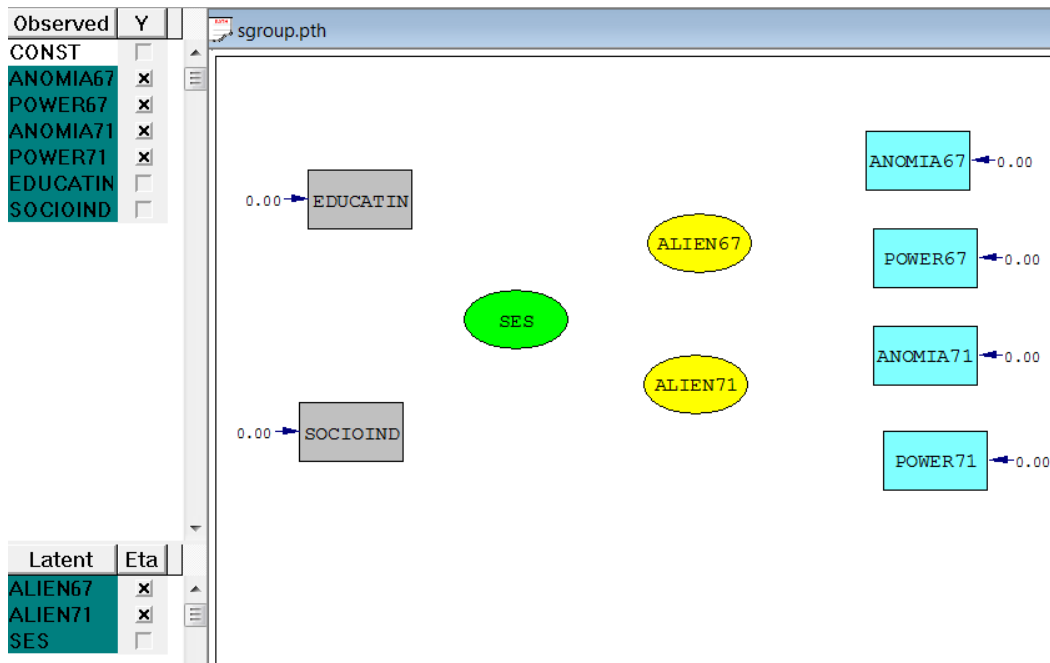 Observed Y
CONST
ANOMIA67
POWER67
ANOMIA71
POWER71
EDUCATIN
SOCIOIND
Latent Eta
ALIEN67
ALIEN71
SES
sgroup.pth
0.00 EDUCATIN
0.00 SOCIOIND
SES
ALIEN67
ALIEN71
ANOMIA67 0.00
POWER67 0.00
ANOMIA71 0.00
POWER71 0.00